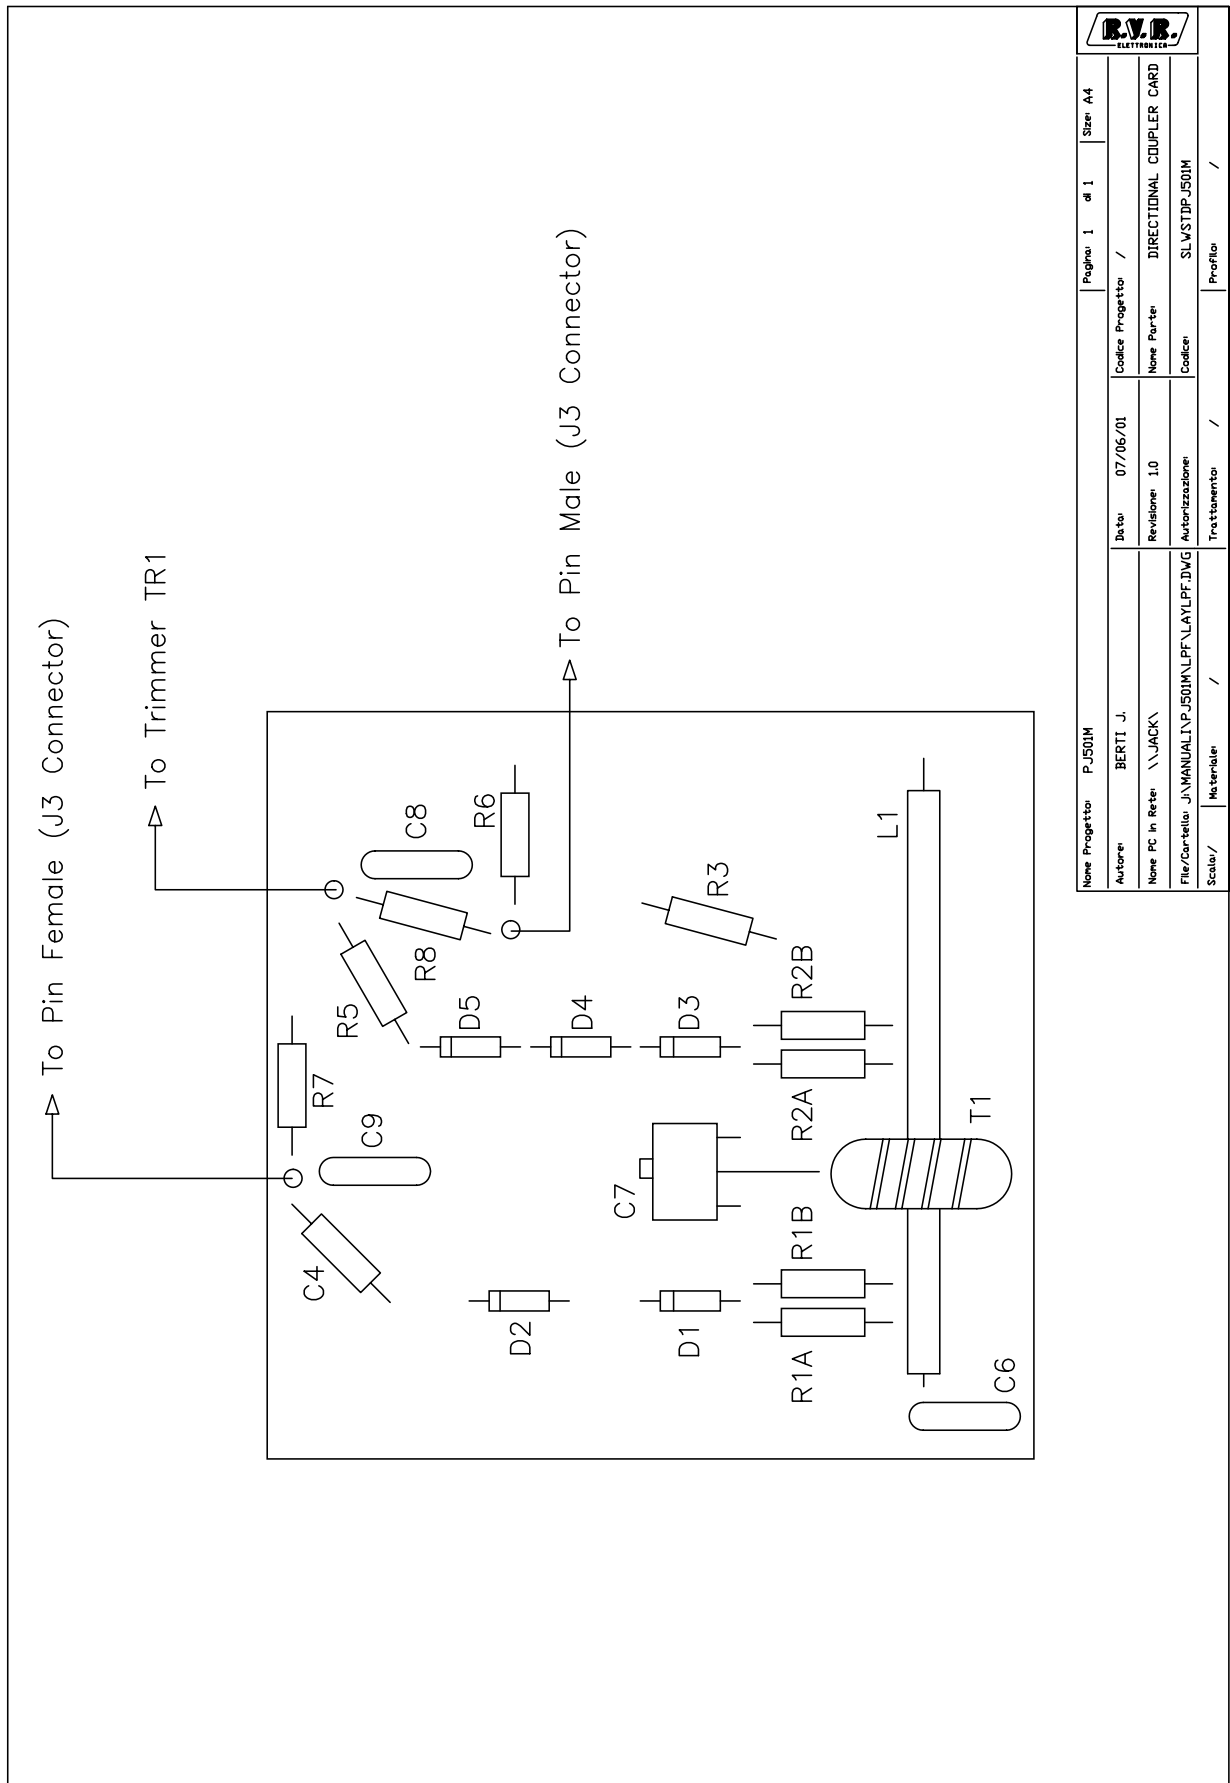 To Pin Female (J3 Connector)
To Trimmer TR1
To Pin Male (J3 Connector)
C4
C9
R7
R5
R8
C8
R6
D2
D5
D1
C7
D4
D3
R3
R1A
R1B
R2A
R2B
L1
C6
T1
Nome Progetto: PJ501M
Pagina: 1 di 1
Size: A4
R.V.R.
ELETTRONICA
Autore: BERTI J.
Data: 07/06/01
Codice Progetto: /
Nome PC in Rete: \\JACK\
Revisione: 1.0
Nome Parte: DIRECTIONAL COUPLER CARD
File/Cartella: J:\MANUALI\PJ501M\LPF\LAYLPF.DWG
Autorizzazione:
Codice: SLWSTDPJ501M
Scala: /
Materiale: /
Trattamento: /
Profilo: /